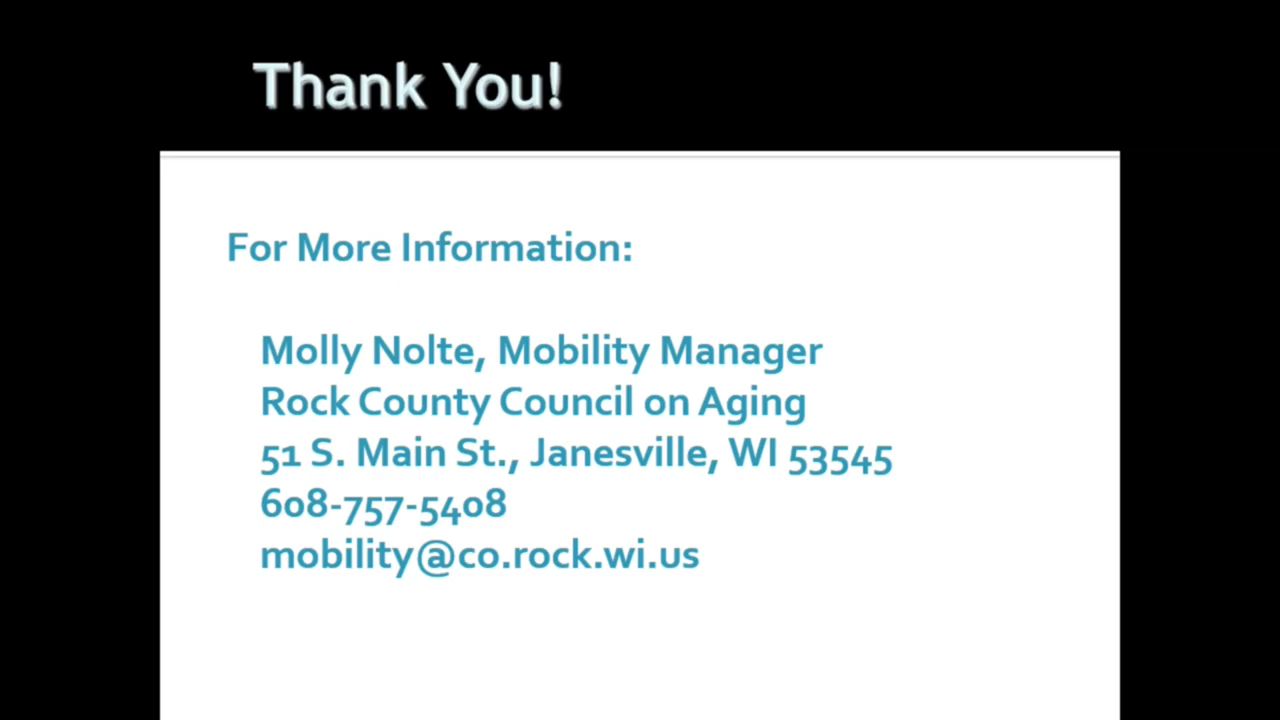 Thank You!
For More Information:
Molly Nolte, Mobility Manager
Rock County Council on Aging
51 S. Main St., Janesville, WI 53545
608-757-5408
mobility@co.rock.wi.us